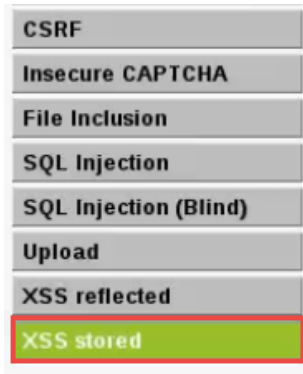 CSRF
Insecure CAPTCHA
File Inclusion
SQL Injection
SQL Injection (Blind)
Upload
XSS reflected
XSS stored